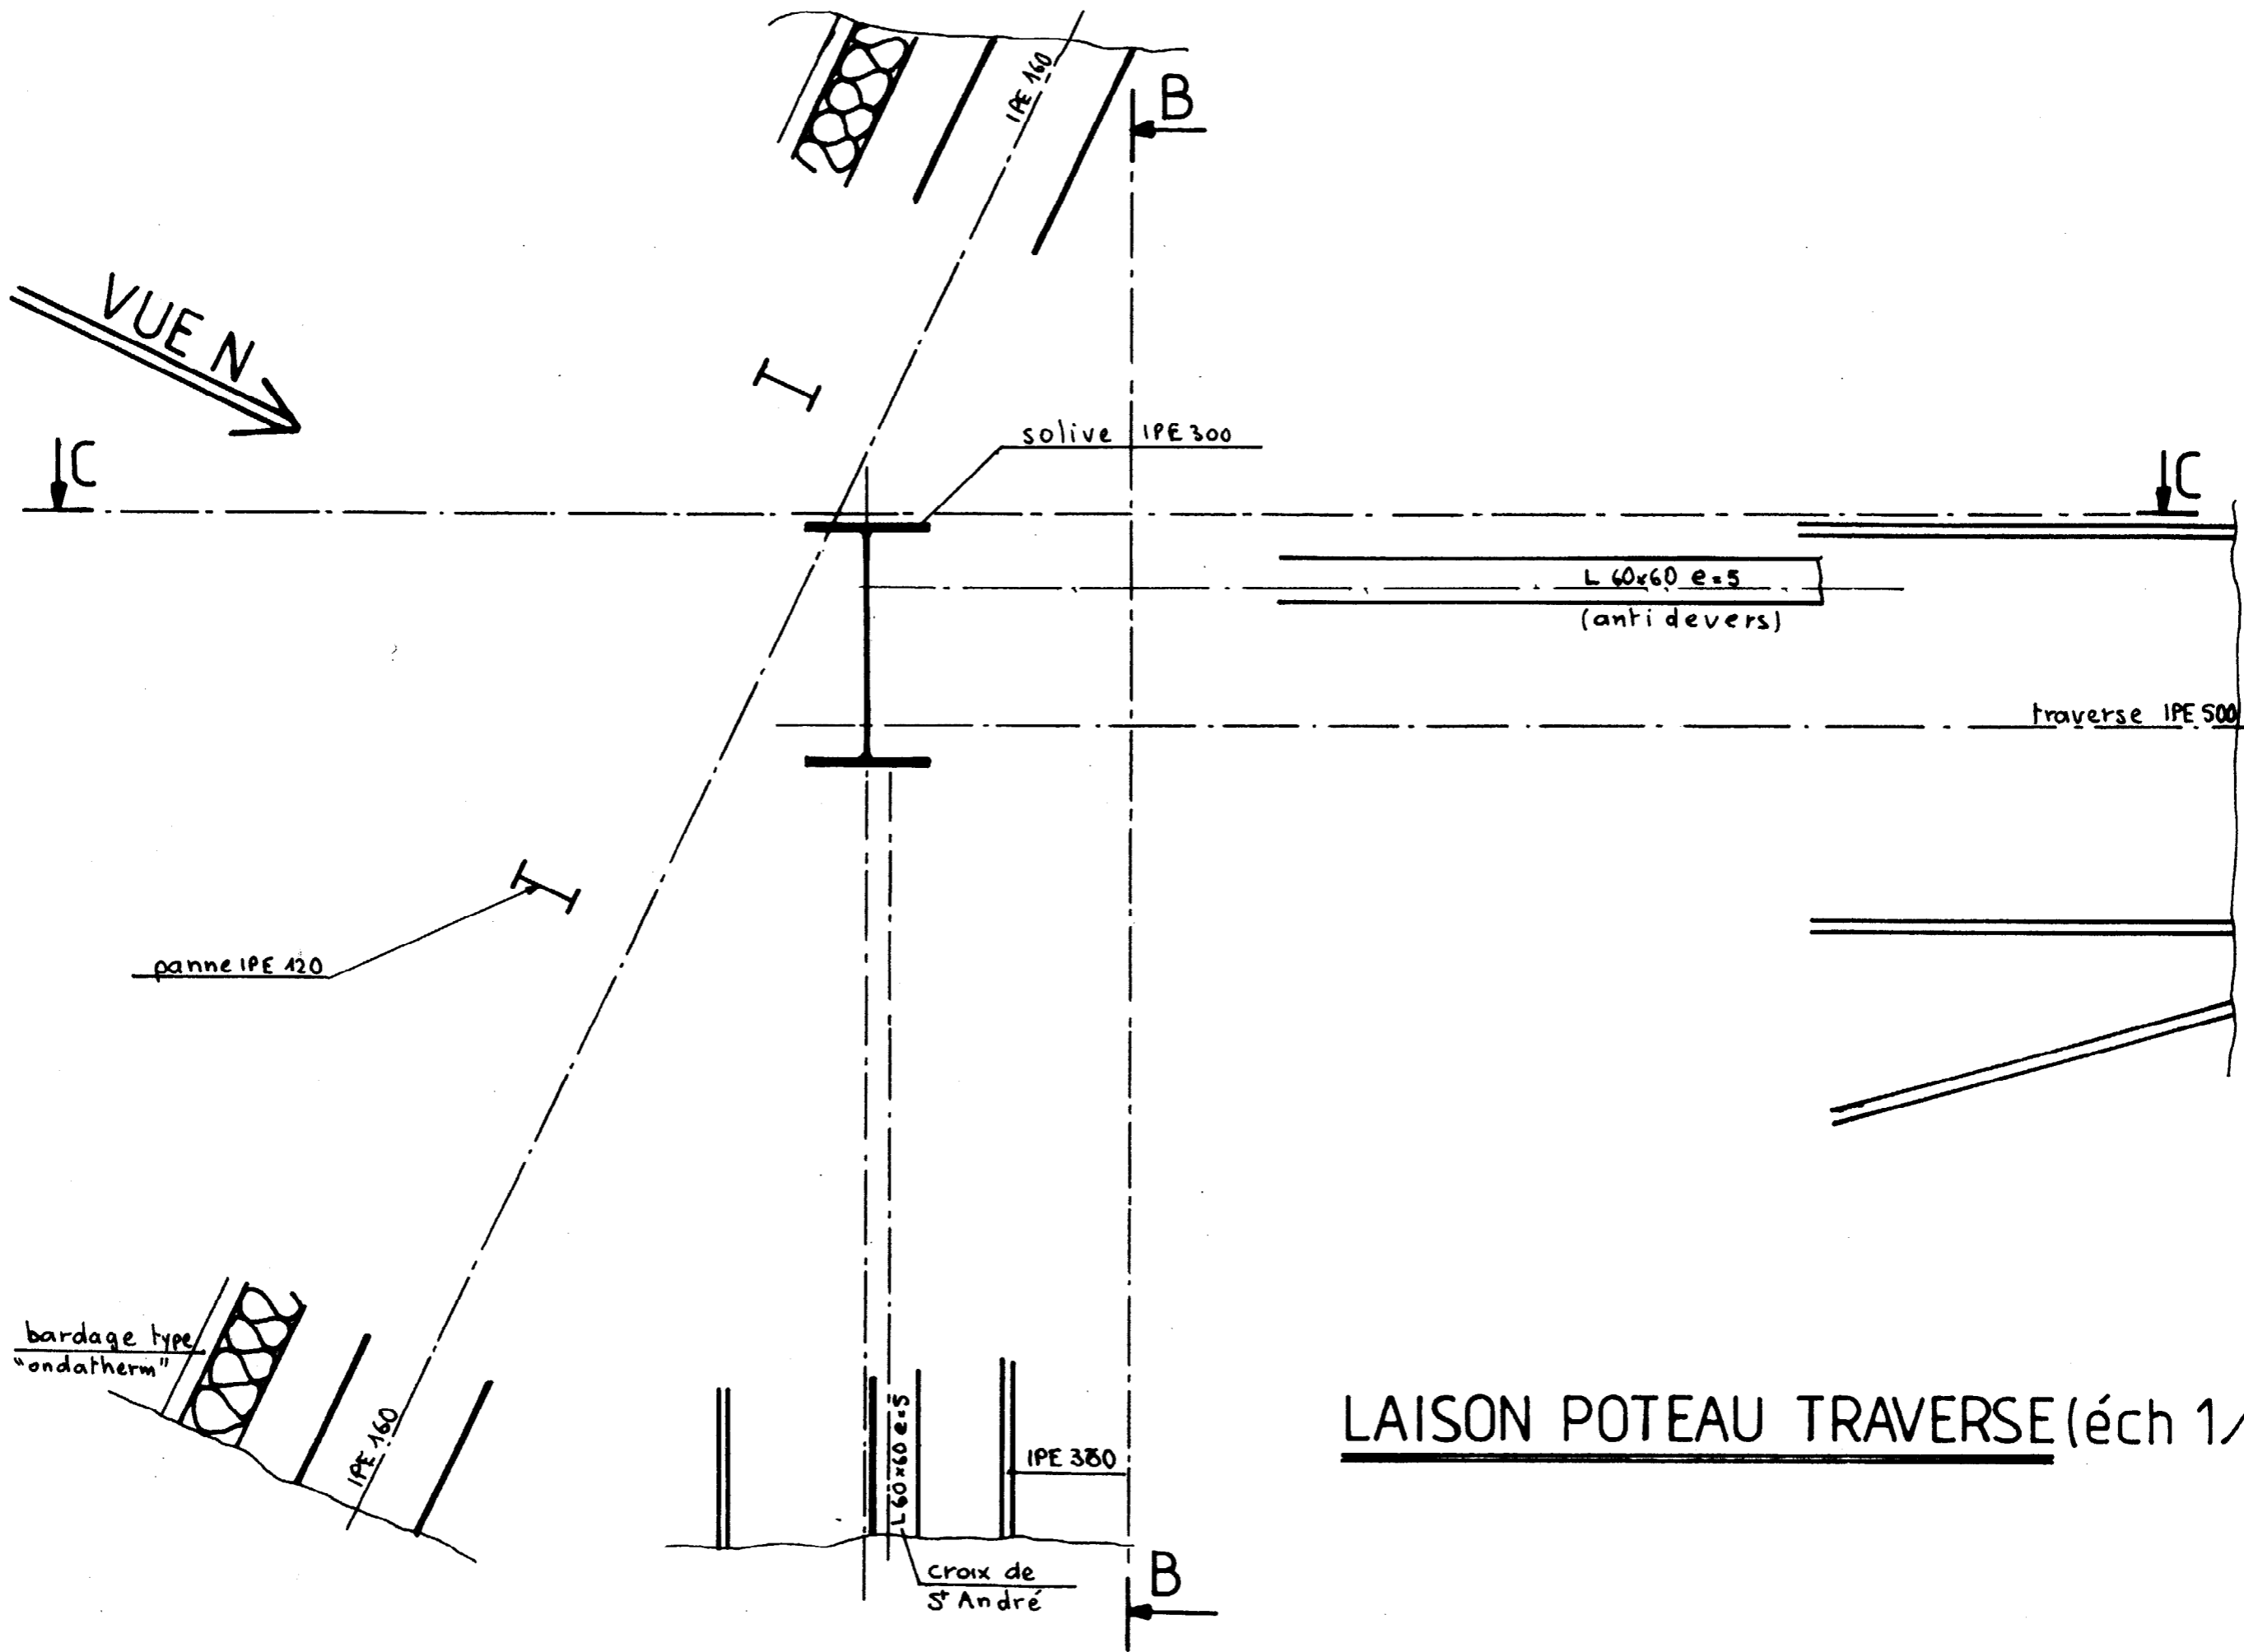 IPE 160
B
VUE N
solive IPE 300
C
C
L 60x60 e=5
(anti devers)
traverse IPE 500
panne IPE 120
bardage type
"ondatherm"
IPE 160
L 60x60 e=5
IPE 360
LAISON POTEAU TRAVERSE (éch 1/
croix de
St André
B